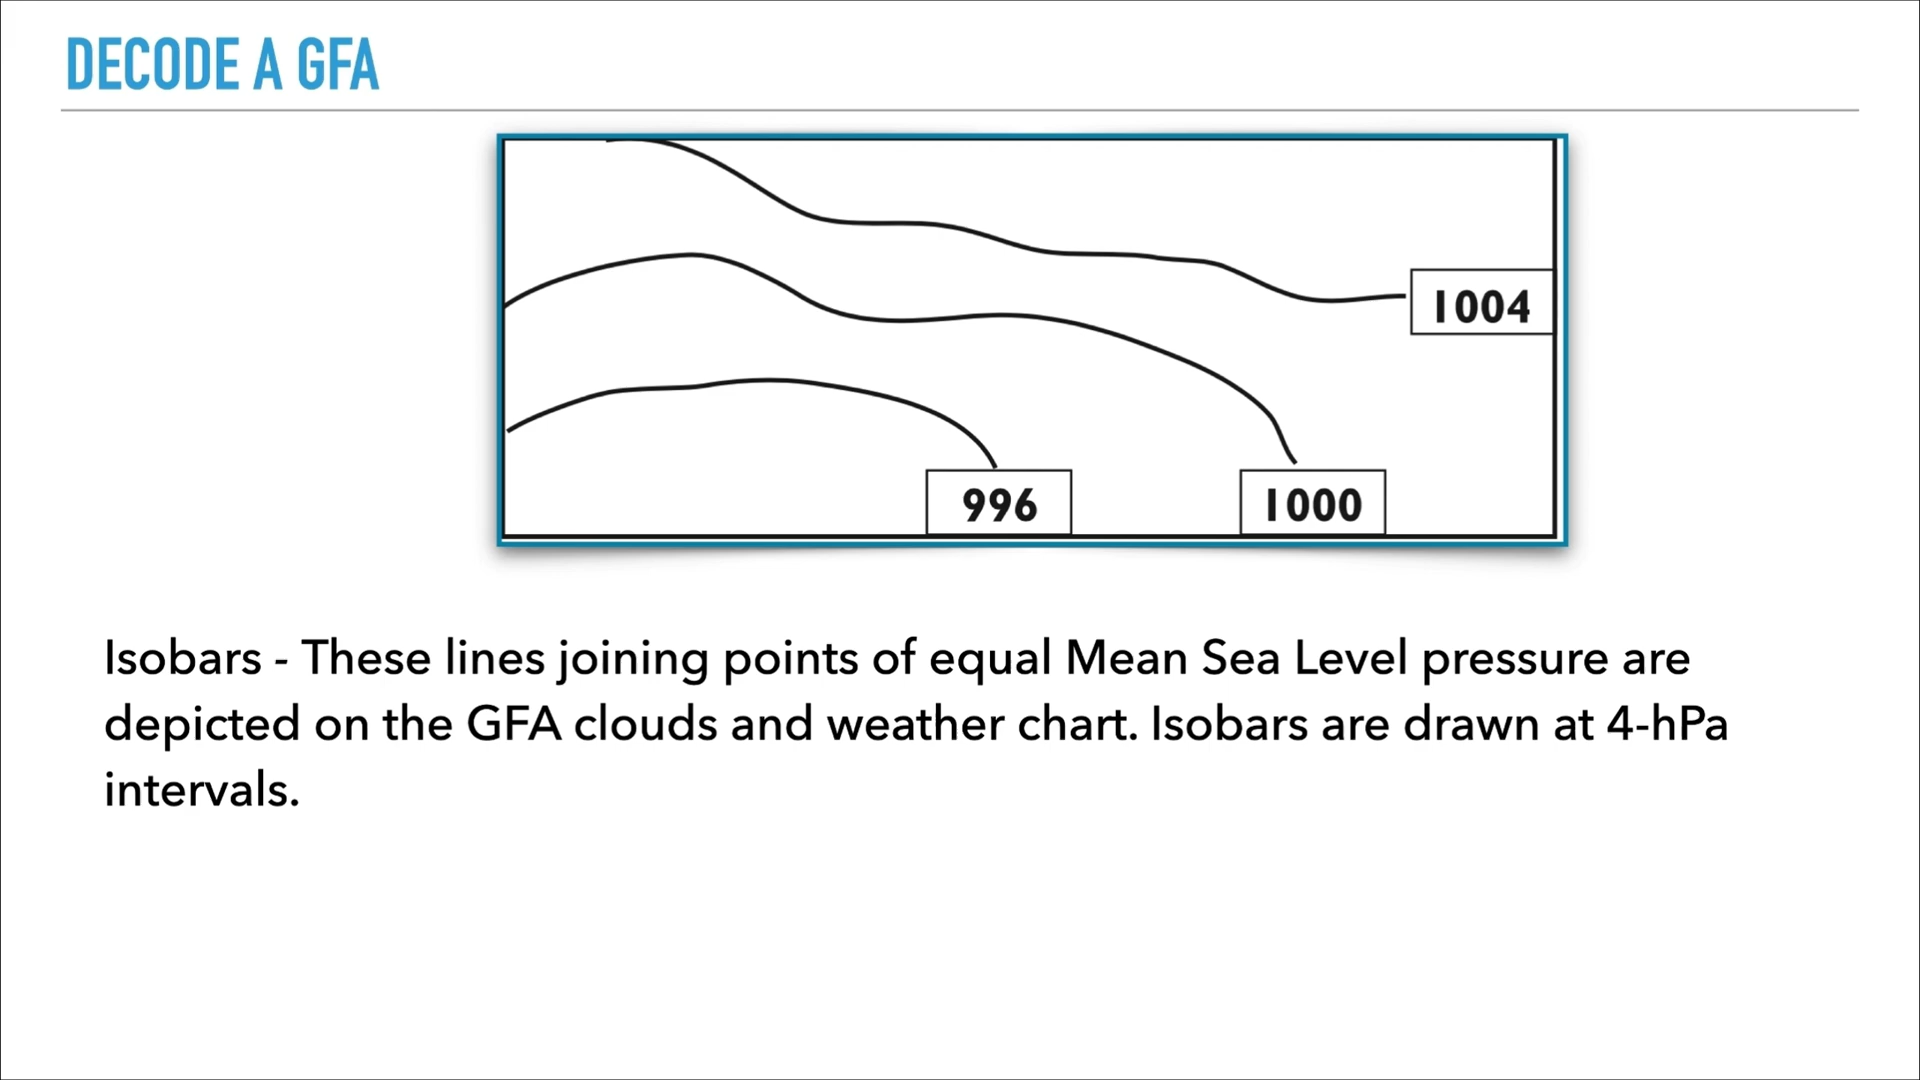 DECODE A GFA
1004
996
1000
Isobars - These lines joining points of equal Mean Sea Level pressure are
depicted on the GFA clouds and weather chart. Isobars are drawn at 4-hPa
intervals.